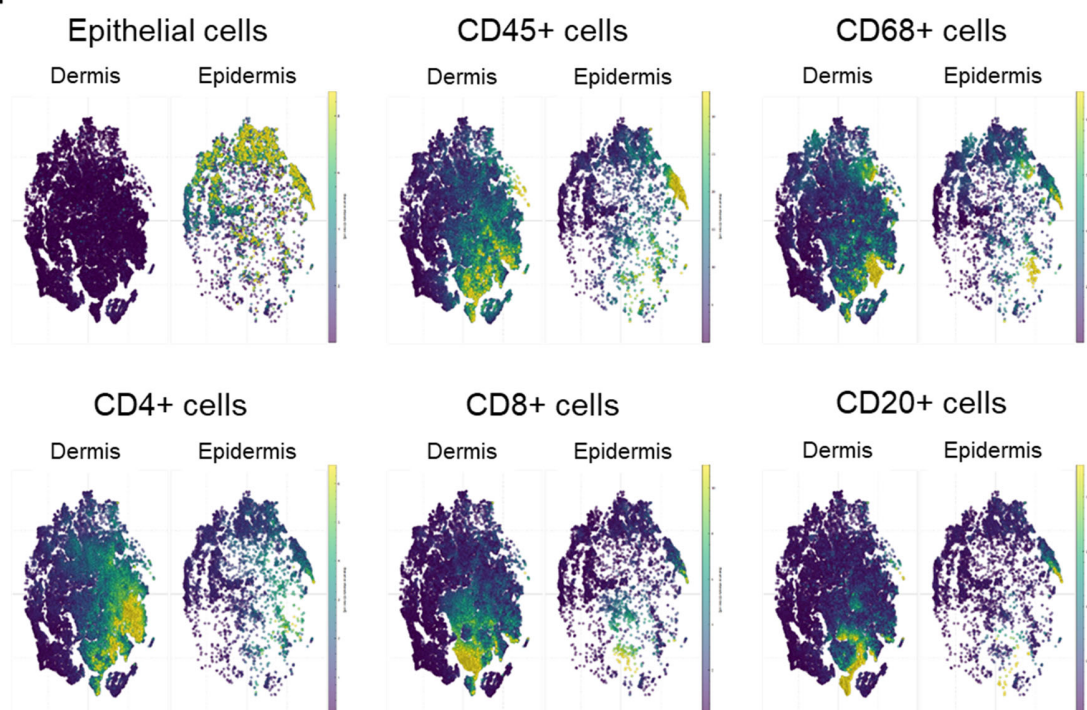 Epithelial cells CD45+ cells CD68+ cells
Dermis Epidermis Dermis Epidermis Dermis Epidermis
CD4+ cells CD8+ cells CD20+ cells
Dermis Epidermis Dermis Epidermis Dermis Epidermis